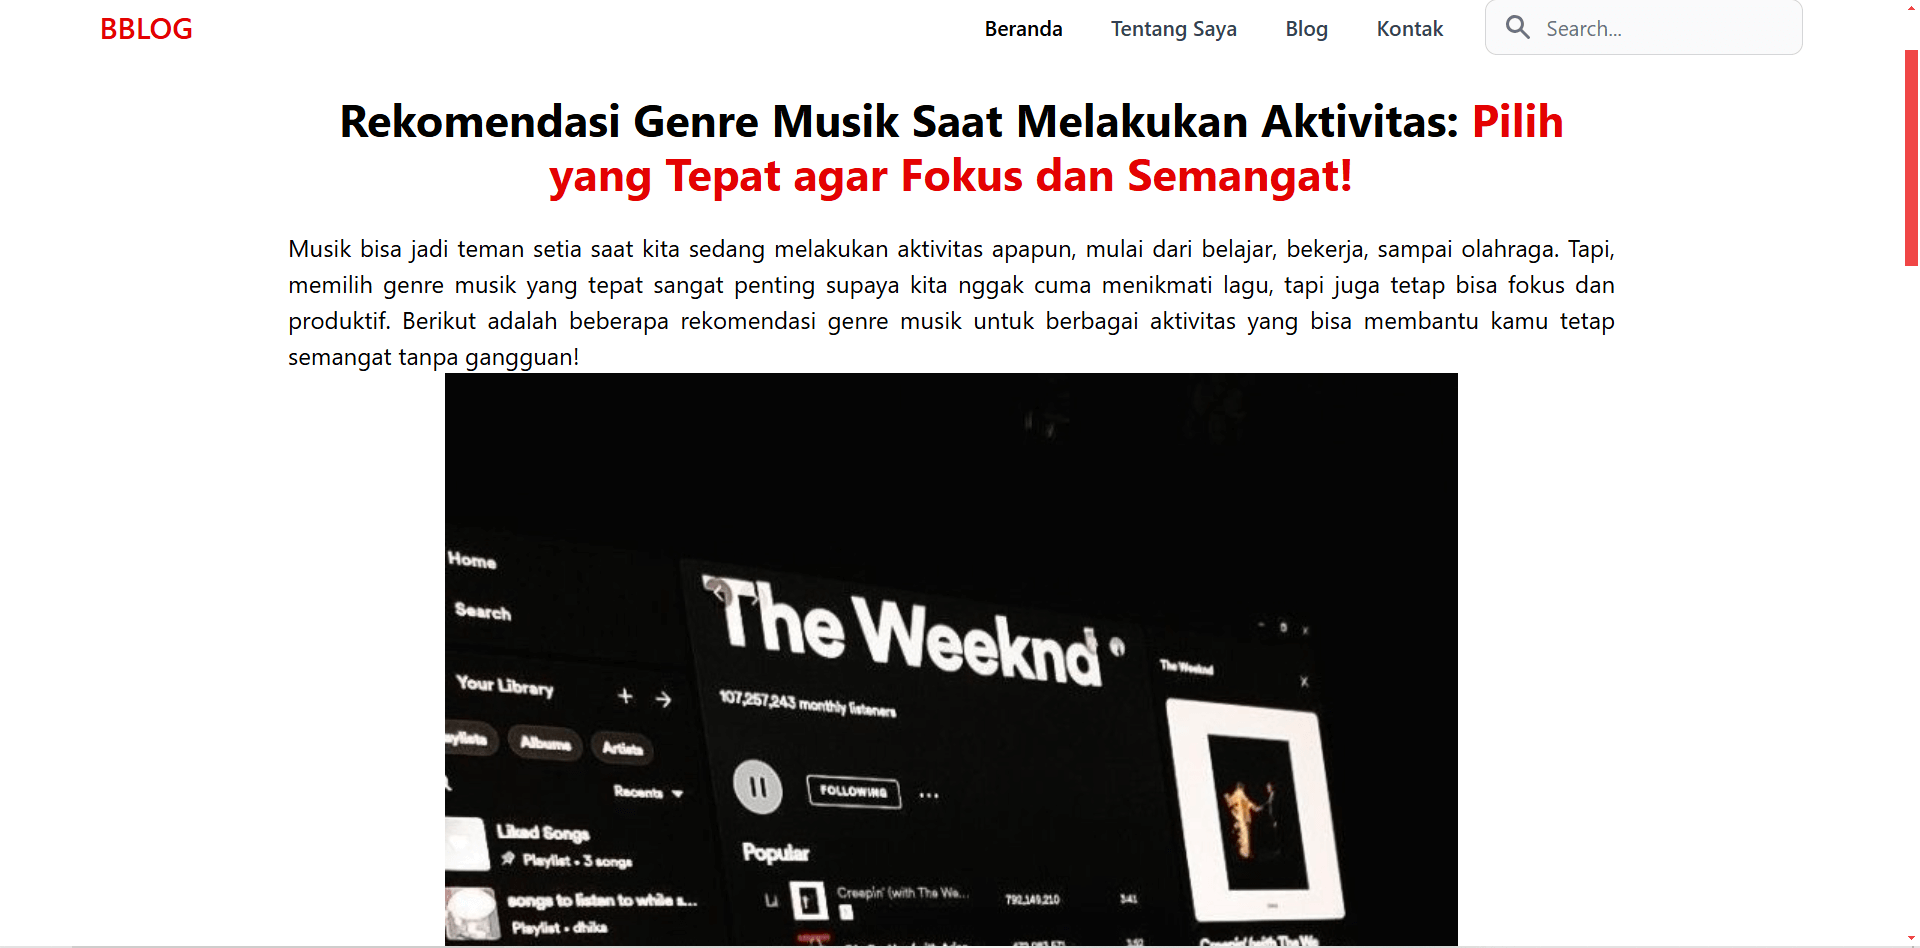 BBLOG
Beranda
Tentang Saya
Blog
Kontak
Search...
Rekomendasi Genre Musik Saat Melakukan Aktivitas: Pilih
yang Tepat agar Fokus dan Semangat!
Musik bisa jadi teman setia saat kita sedang melakukan aktivitas apapun, mulai dari belajar, bekerja, sampai olahraga. Tapi,
memilih genre musik yang tepat sangat penting supaya kita nggak cuma menikmati lagu, tapi juga tetap bisa fokus dan
produktif. Berikut adalah beberapa rekomendasi genre musik untuk berbagai aktivitas yang bisa membantu kamu tetap
semangat tanpa gangguan!
Home
Search
Your Library
Albums
Artists
Recents
Liked Songs
Playlist • 3 songs
songs to listen to while s...
Playlist • dhika
The Weeknd
107,257,243 monthly listeners
FOLLOWING
Popular
Creepin' (with The We...
792,149,210
3:41
3:52
The Weeknd
Creepin' (with The We